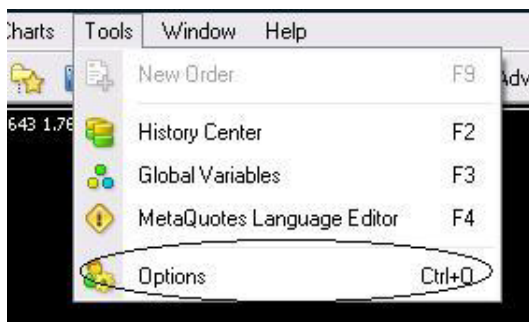 Charts Tools Window Help
New Order F9
Adv
643 1.76
History Center F2
Global Variables F3
MetaQuotes Language Editor F4
Options Ctrl+O